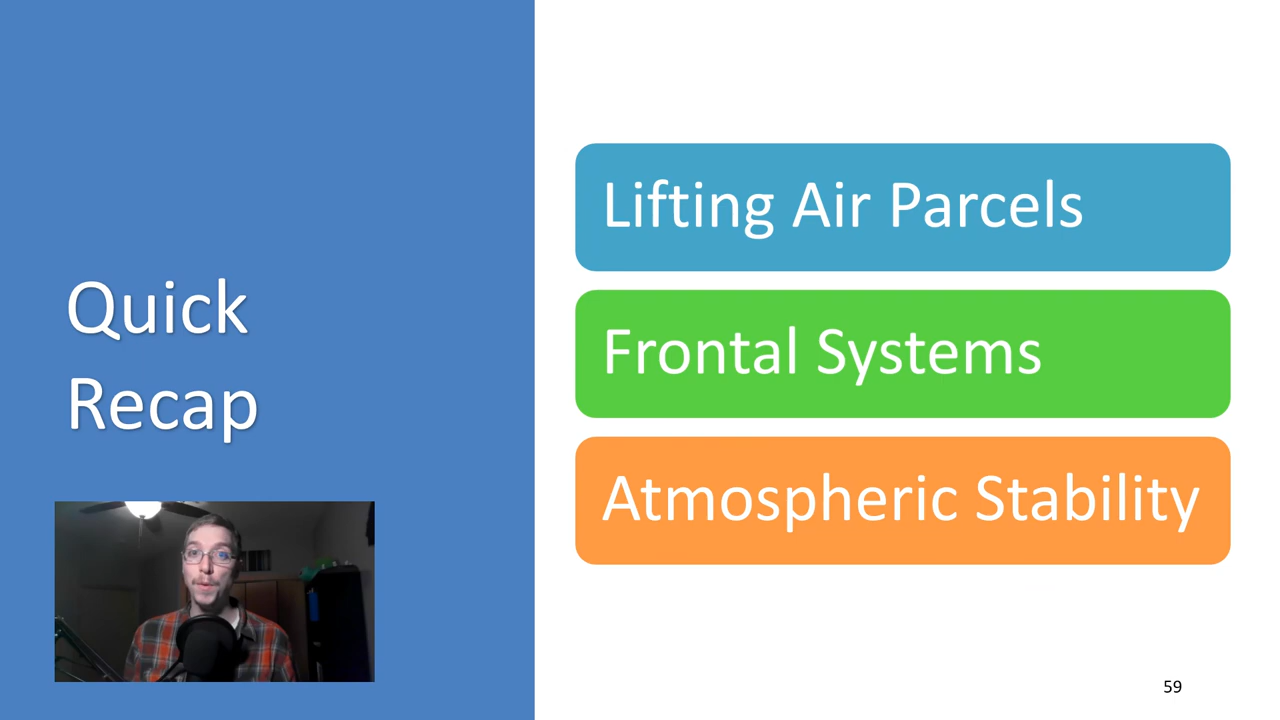 Quick
Recap
Lifting Air Parcels
Frontal Systems
Atmospheric Stability
59